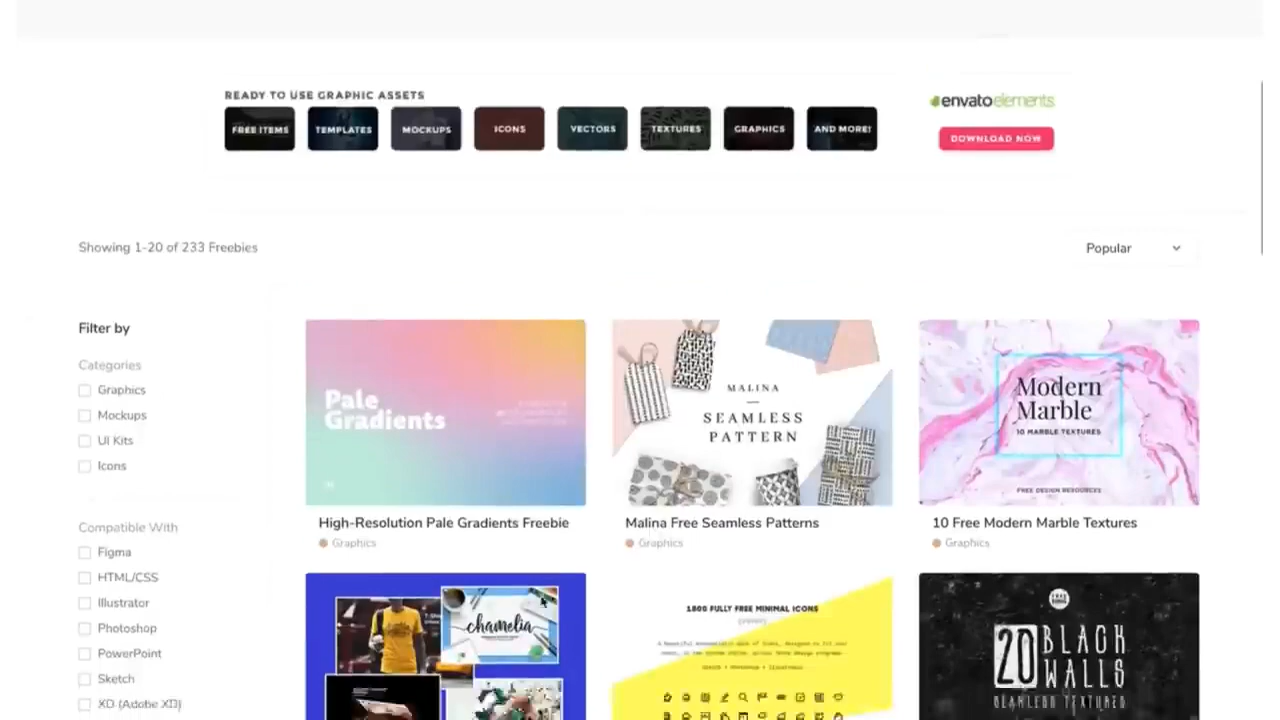 READY TO USE GRAPHIC ASSETS
FREE ITEMS
TEMPLATES
MOCKUPS
ICONS
VECTORS
TEXTURES
GRAPHICS
AND MORE!
envatoelements
DOWNLOAD NOW
Showing 1-20 of 233 Freebies
Popular
Filter by
Categories
Graphics
Mockups
UI Kits
Icons
Compatible With
Figma
HTML/CSS
Illustrator
Photoshop
PowerPoint
Sketch
XD (Adobe XD)
Pale
Gradients
High-Resolution Pale Gradients Freebie
Graphics
MALINA
SEAMLESS
PATTERN
Malina Free Seamless Patterns
Graphics
Modern
Marble
10 MARBLE TEXTURES
FREE DESIGN RESOURCES
10 Free Modern Marble Textures
Graphics
chamelia
1800 FULLY FREE MINIMAL ICONS
20 BLACK
WALLS
SEAMLESS TEXTURES